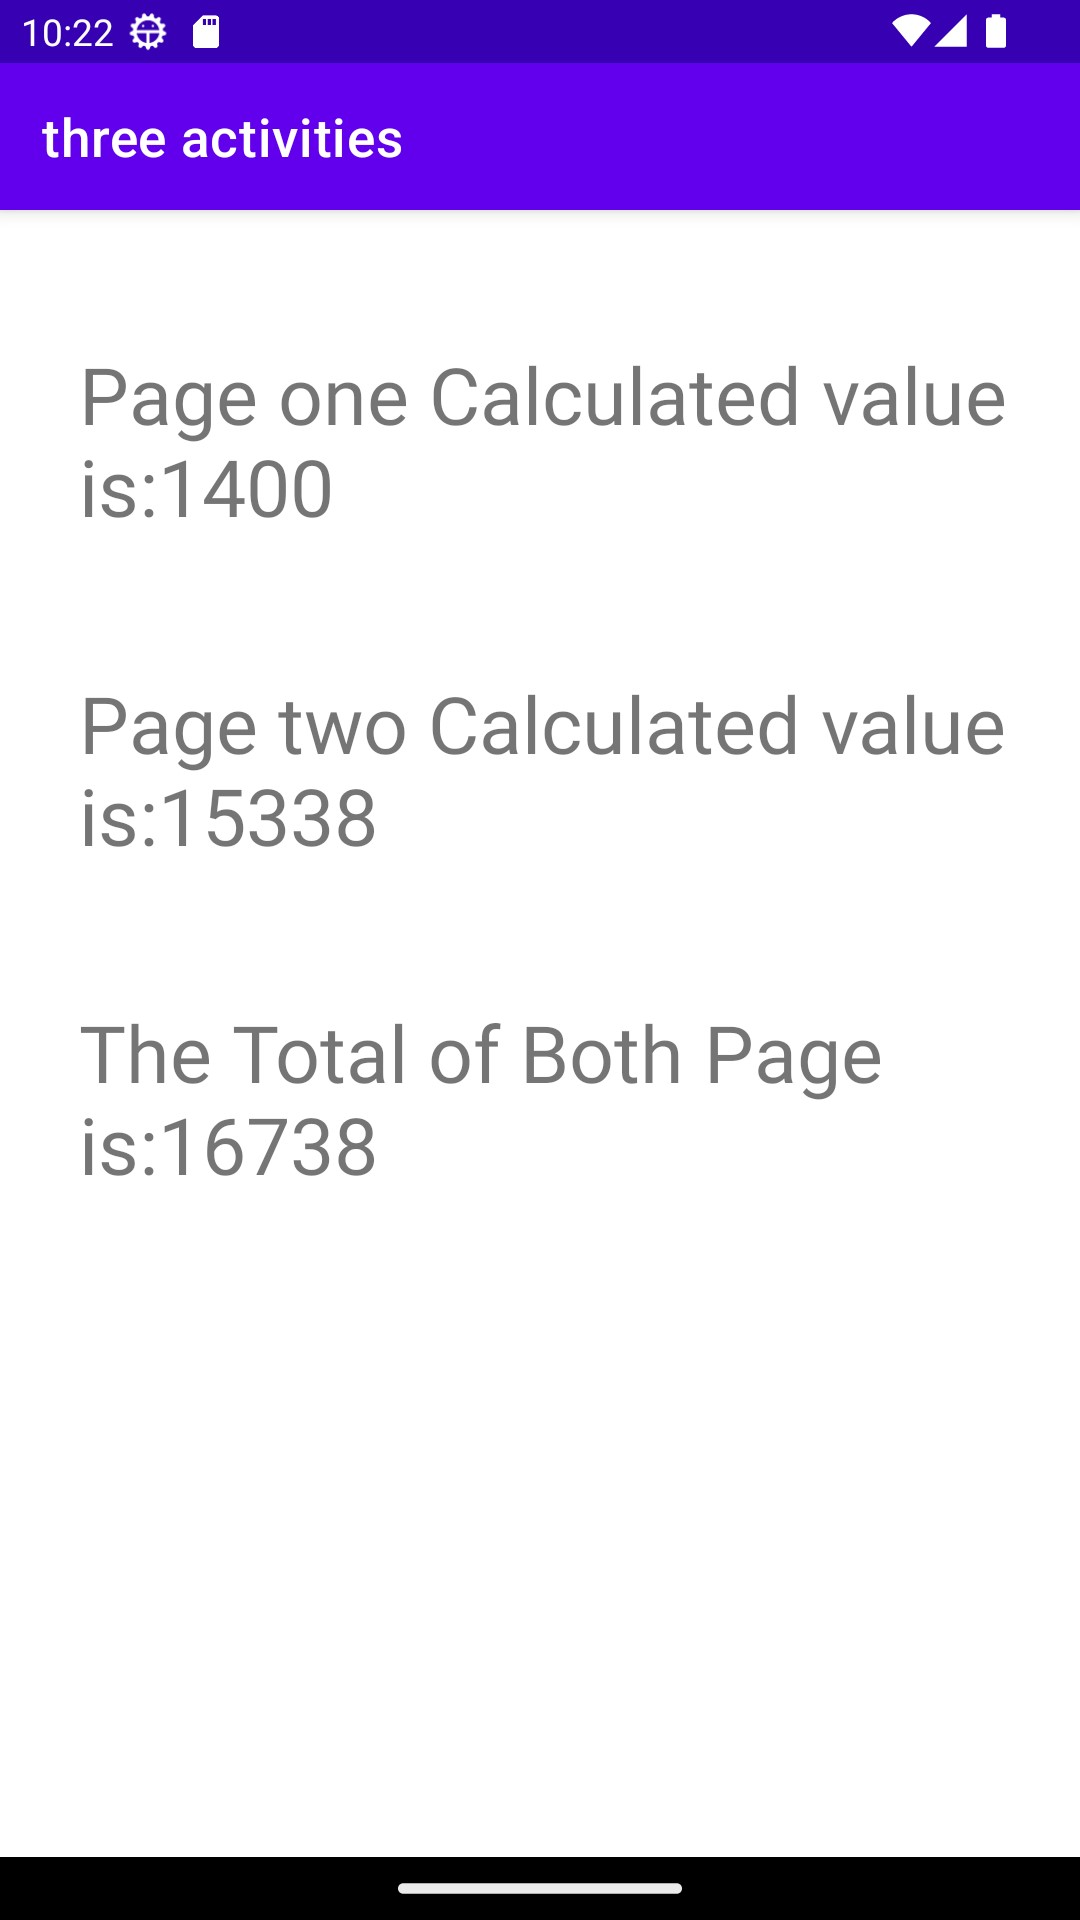 10:22
three activities
Page one Calculated value
is:1400
Page two Calculated value
is:15338
The Total of Both Page
is:16738